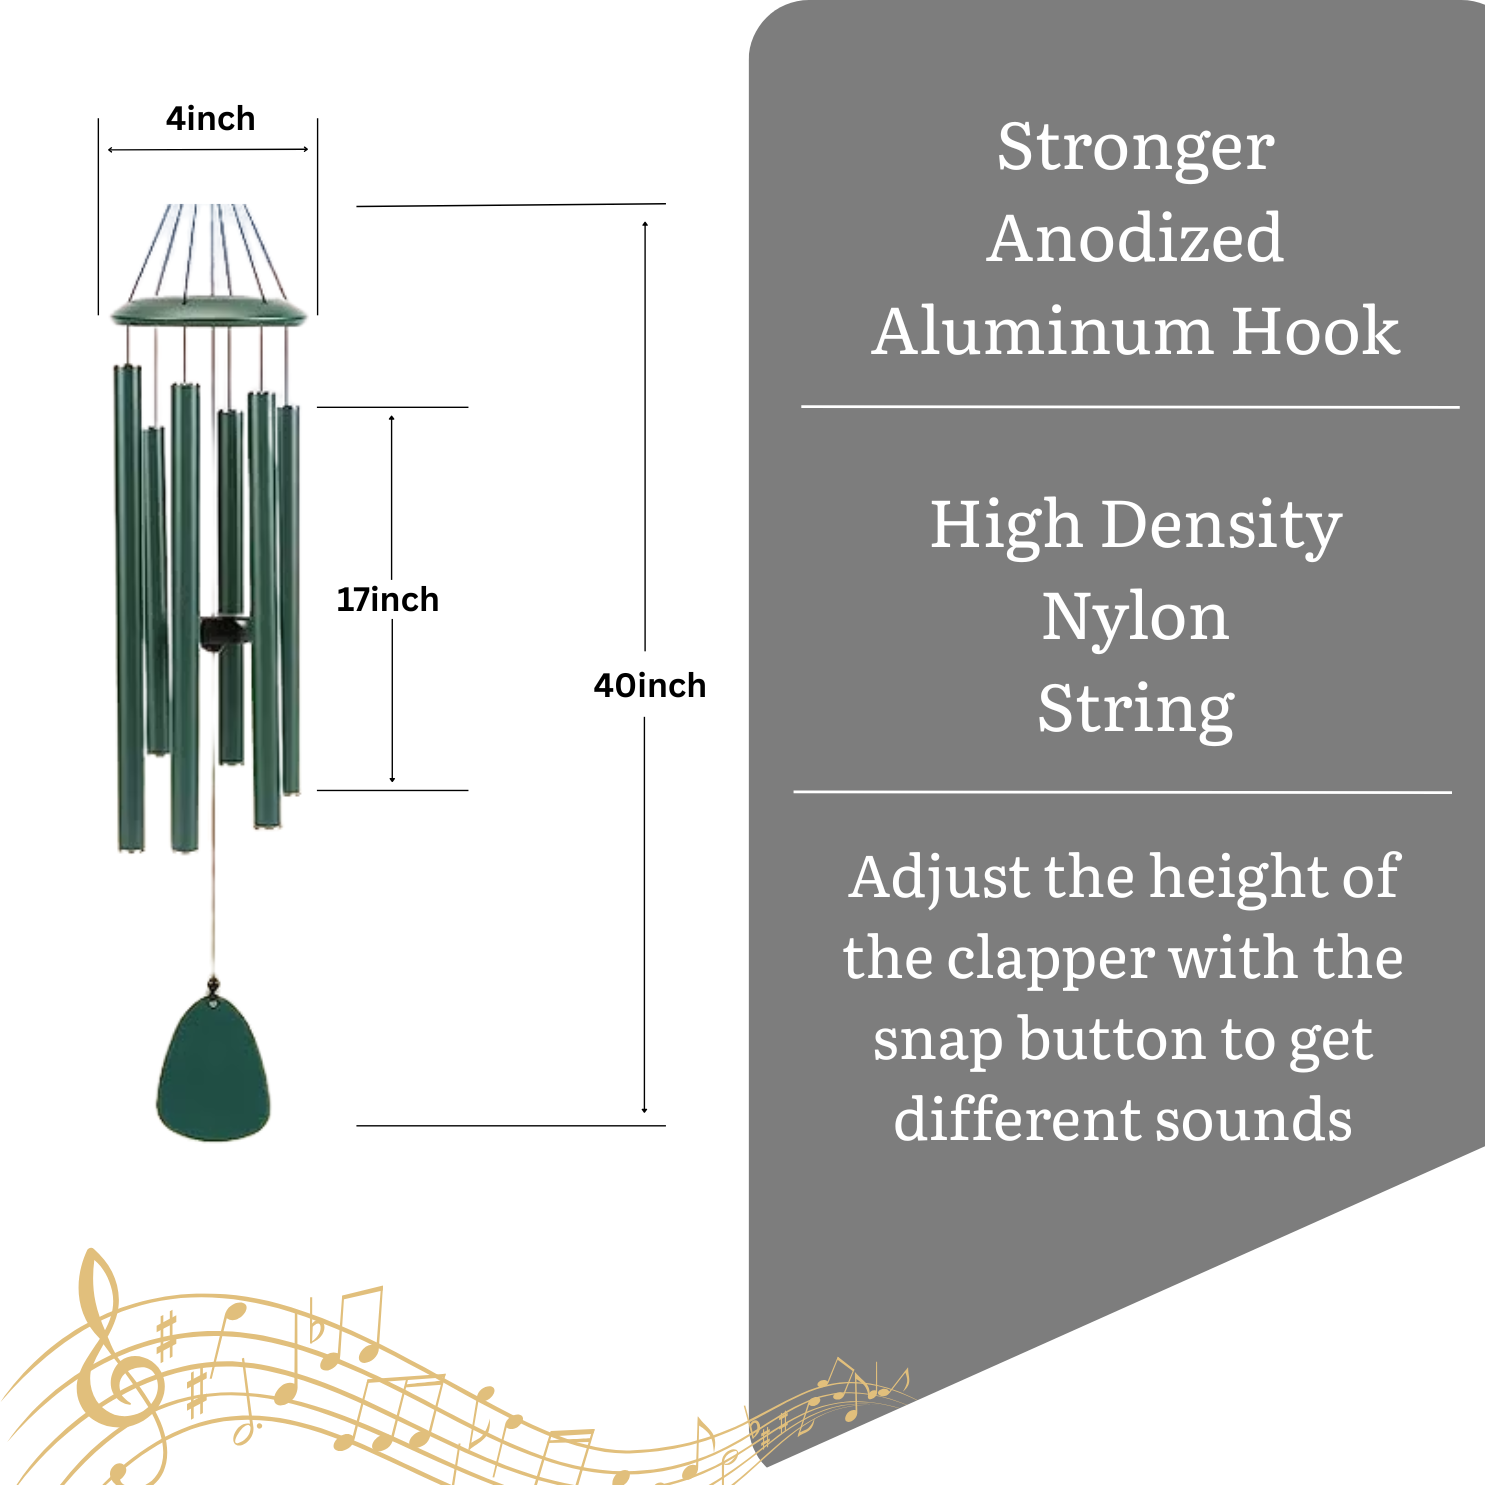 4inch
17inch
40inch
Stronger
Anodized
Aluminum Hook
High Density
Nylon
String
Adjust the height of
the clapper with the
snap button to get
different sounds